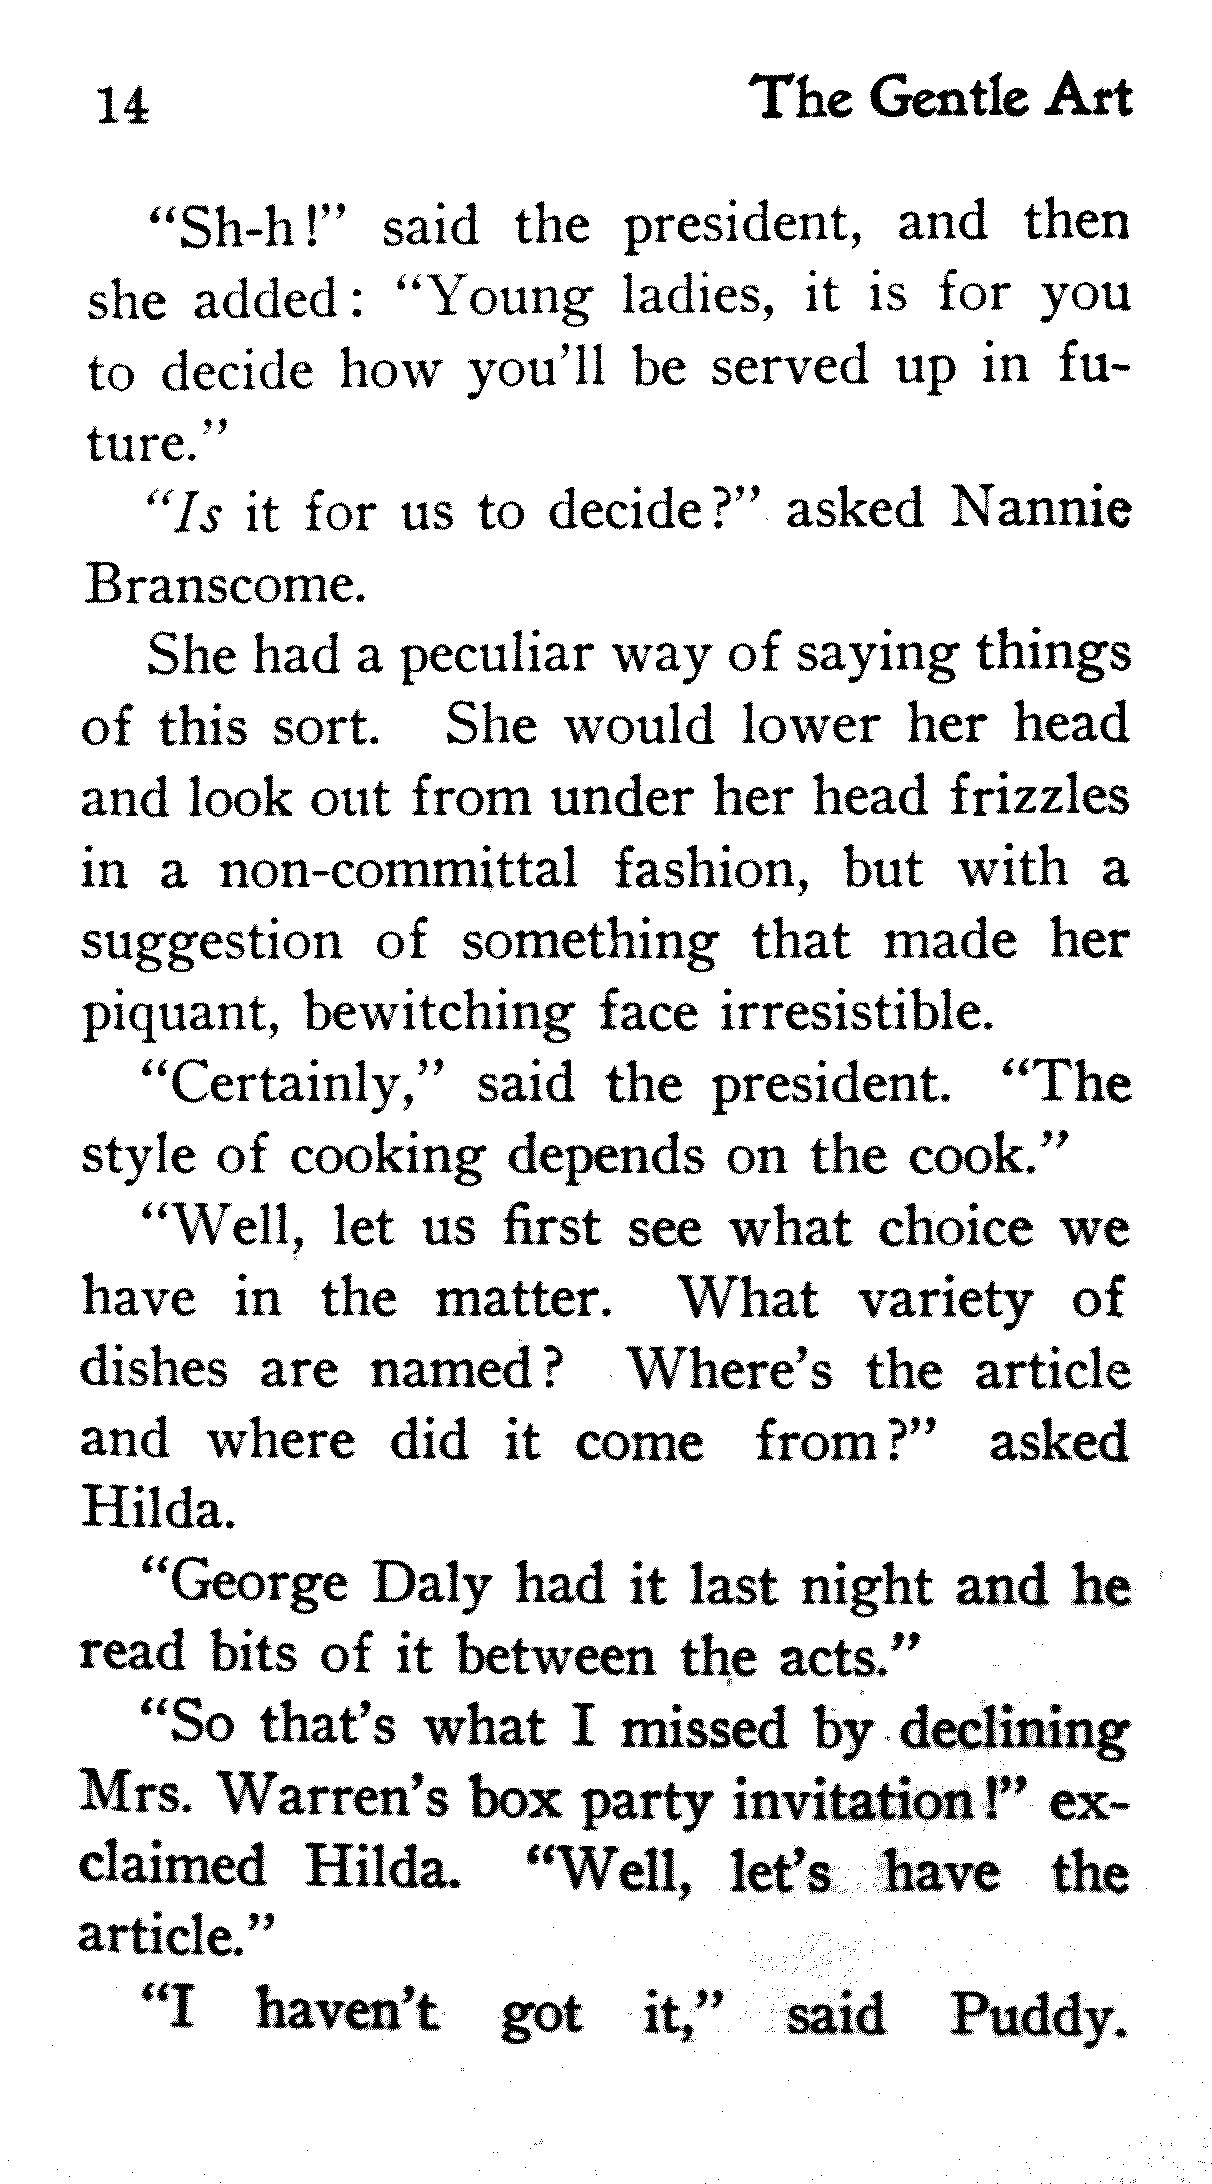 14 The Gentle Art
"Sh-h!" said the president, and then
she added: "Young ladies, it is for you
to decide how you'll be served up in fu-
ture."
"Is it for us to decide?" asked Nannie
Branscome.
She had a peculiar way of saying things
of this sort. She would lower her head
and look out from under her head frizzles
in a non-committal fashion, but with a
suggestion of something that made her
piquant, bewitching face irresistible.
"Certainly," said the president. "The
style of cooking depends on the cook."
"Well, let us first see what choice we
have in the matter. What variety of
dishes are named? Where's the article
and where did it come from?" asked
Hilda.
"George Daly had it last night and he
read bits of it between the acts."
"So that's what I missed by declining
Mrs. Warren's box party invitation!" ex-
claimed Hilda. "Well, let's have the
article."
"I haven't got it," said Puddy.